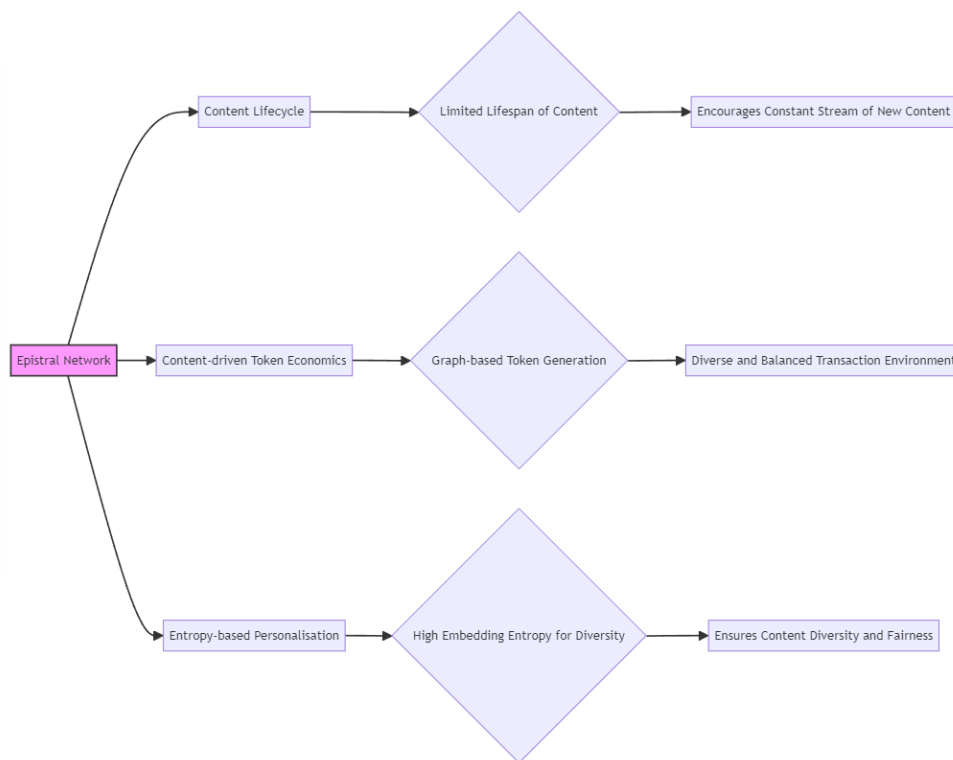 Content Lifecycle
Limited Lifespan of Content
Encourages Constant Stream of New Content
Epistral Network
Content-driven Token Economics
Graph-based Token Generation
Diverse and Balanced Transaction Environment
Entropy-based Personalisation
High Embedding Entropy for Diversity
Ensures Content Diversity and Fairness